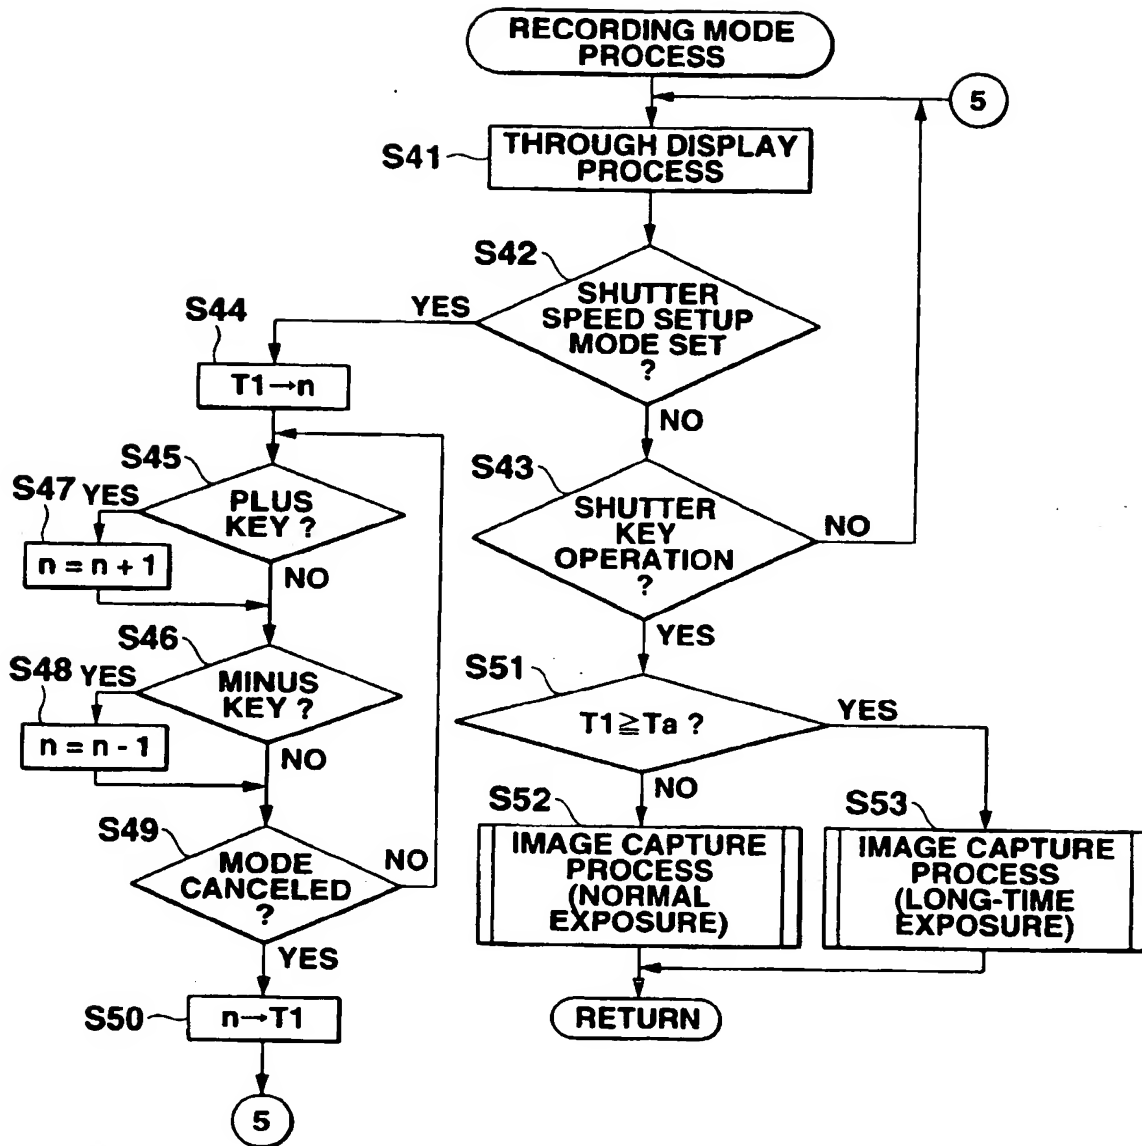 RECORDING MODE
PROCESS
5
S41
THROUGH DISPLAY
PROCESS
S42
SHUTTER
SPEED SETUP
MODE SET
?
YES
NO
S44
T1→n
S43
SHUTTER
KEY
OPERATION
?
NO
YES
S45
PLUS
KEY ?
YES
NO
S47
n = n + 1
S46
MINUS
KEY ?
YES
NO
S48
n = n - 1
S49
MODE
CANCELED
?
NO
YES
S50
n→T1
5
S51
T1≧Ta ?
YES
NO
S52
IMAGE CAPTURE
PROCESS
(NORMAL
EXPOSURE)
S53
IMAGE CAPTURE
PROCESS
(LONG-TIME
EXPOSURE)
RETURN